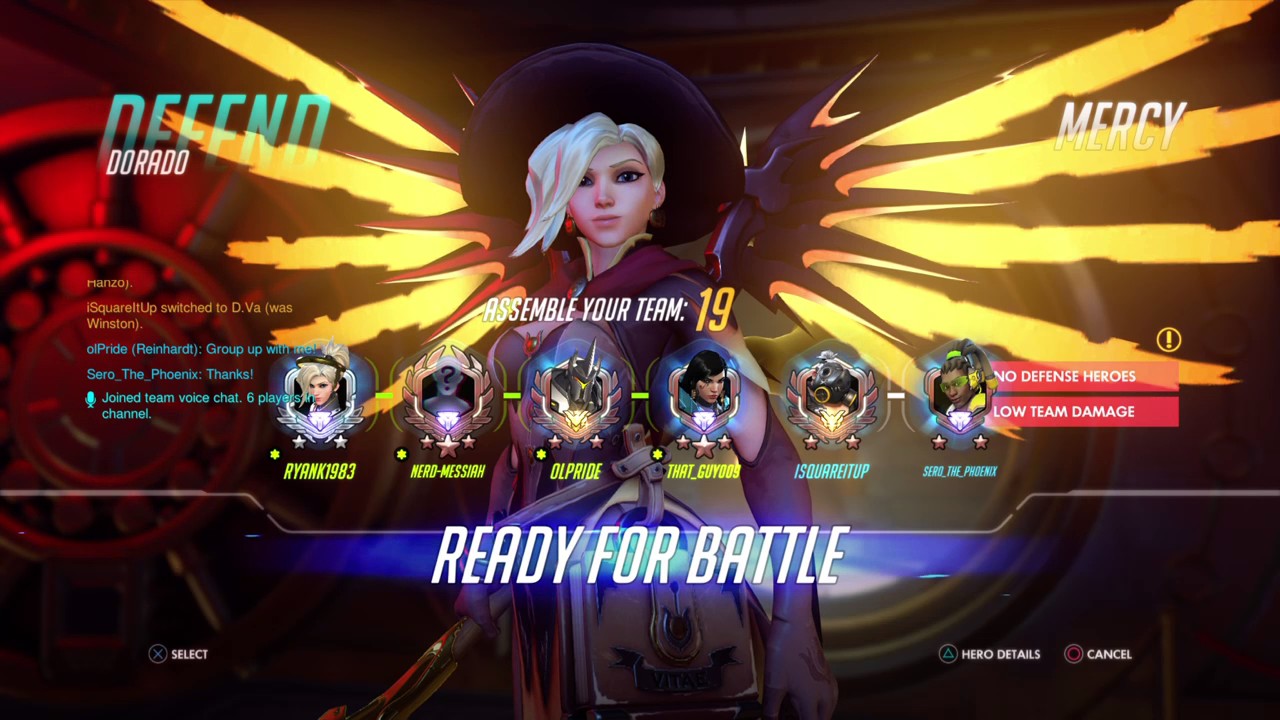 DEFEND
DORADO
MERCY
Hanzo).
iSquareItUp switched to D.Va (was
Winston).
olPride (Reinhardt): Group up with me!
Sero_The_Phoenix: Thanks!
Joined team voice chat. 6 players in
channel.
ASSEMBLE YOUR TEAM: 19
!
NO DEFENSE HEROES
LOW TEAM DAMAGE
?
RYANK1983
NERD-MESSIAH
OLPRIDE
THAT_GUY009
ISQUAREITUP
SERO_THE_PHOENIX
READY FOR BATTLE
VITAE
SELECT
HERO DETAILS
CANCEL